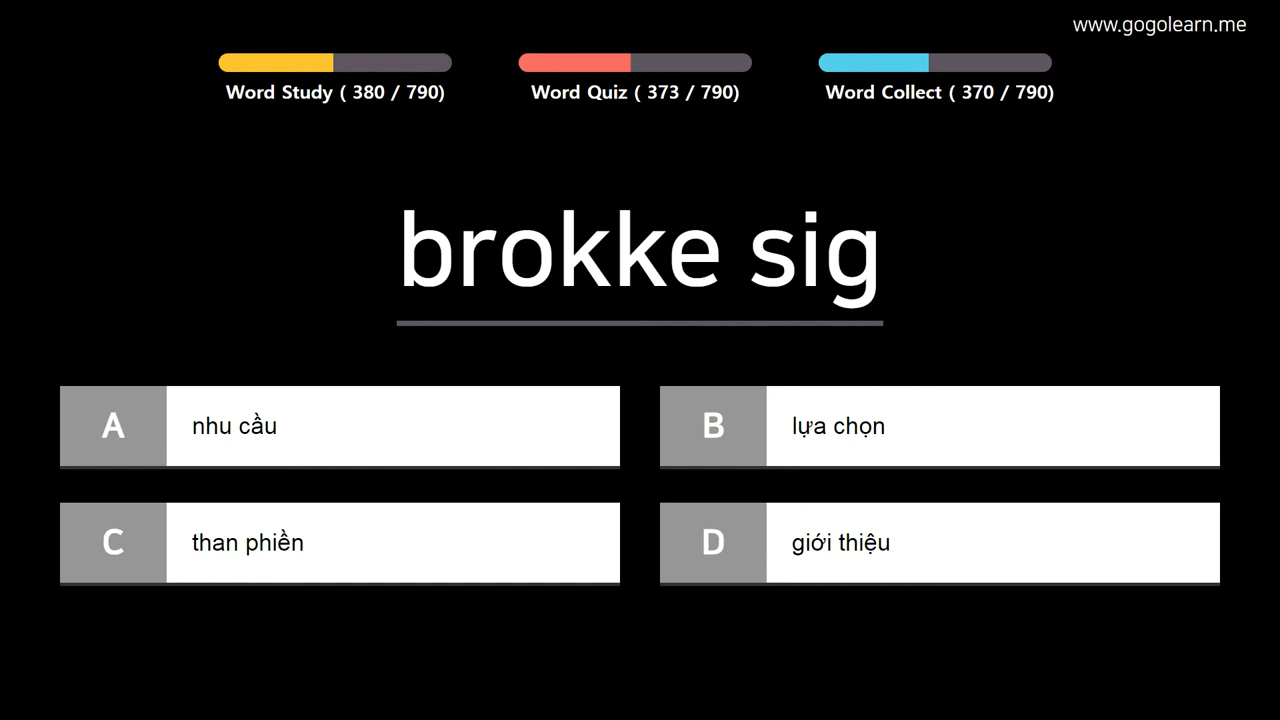 www.gogolearn.me
Word Study ( 380 / 790)
Word Quiz ( 373 / 790)
Word Collect ( 370 / 790)
brokke sig
A
nhu cầu
B
lựa chọn
C
than phiền
D
giới thiệu